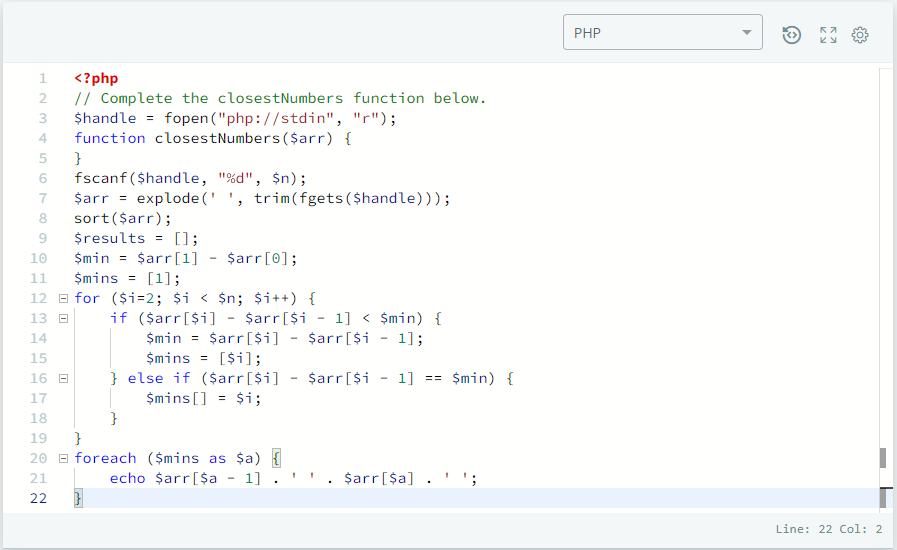 PHP
1 <?php
2 // Complete the closestNumbers function below.
3 $handle = fopen("php://stdin", "r");
4 function closestNumbers($arr) {
5 }
6 fscanf($handle, "%d", $n);
7 $arr = explode(' ', trim(fgets($handle)));
8 sort($arr);
9 $results = [];
10 $min = $arr[1] - $arr[0];
11 $mins = [1];
12 for ($i=2; $i < $n; $i++) {
13     if ($arr[$i] - $arr[$i - 1] < $min) {
14         $min = $arr[$i] - $arr[$i - 1];
15         $mins = [$i];
16     } else if ($arr[$i] - $arr[$i - 1] == $min) {
17         $mins[] = $i;
18     }
19 }
20 foreach ($mins as $a) {
21     echo $arr[$a - 1] . ' ' . $arr[$a] . ' ';
22 }
Line: 22 Col: 2